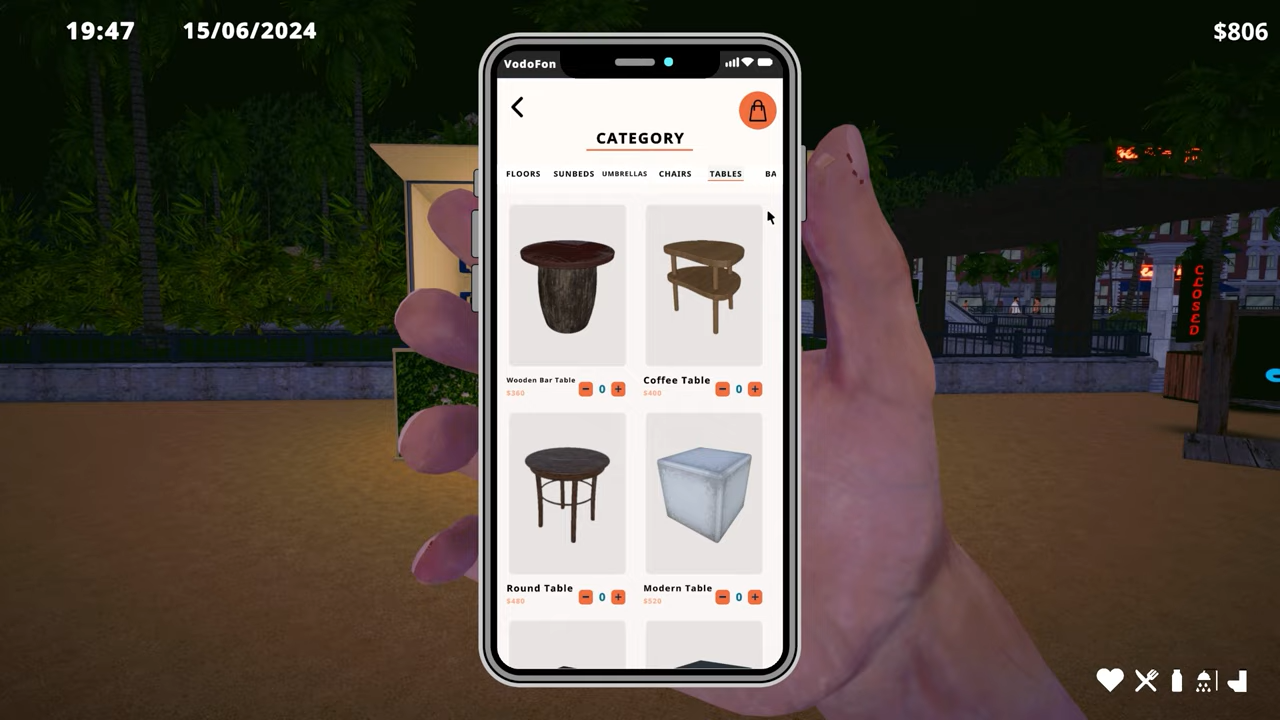 19:47 15/06/2024
$806
VodoFon
CATEGORY
FLOORS SUNBEDS UMBRELLAS CHAIRS TABLES BA
Wooden Bar Table
$360
- 0 +
Coffee Table
$400
- 0 +
Round Table
$480
- 0 +
Modern Table
$520
- 0 +
CLOSED